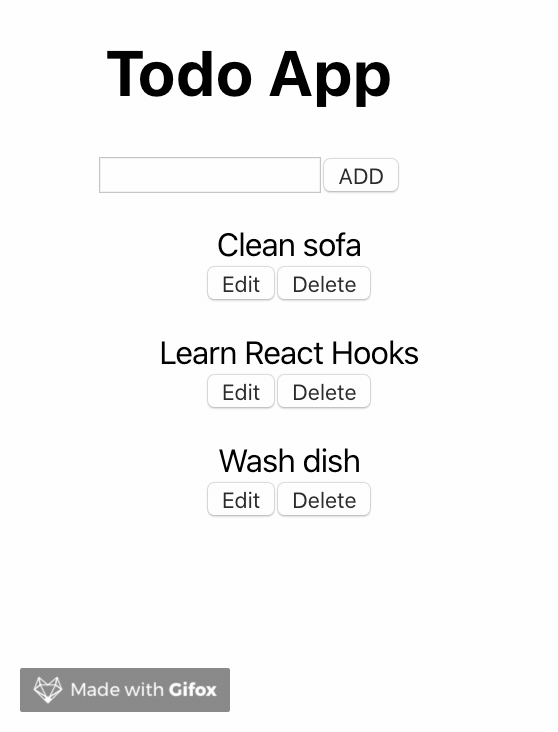 Todo App
ADD
Clean sofa
Edit Delete
Learn React Hooks
Edit Delete
Wash dish
Edit Delete
Made with Gifox